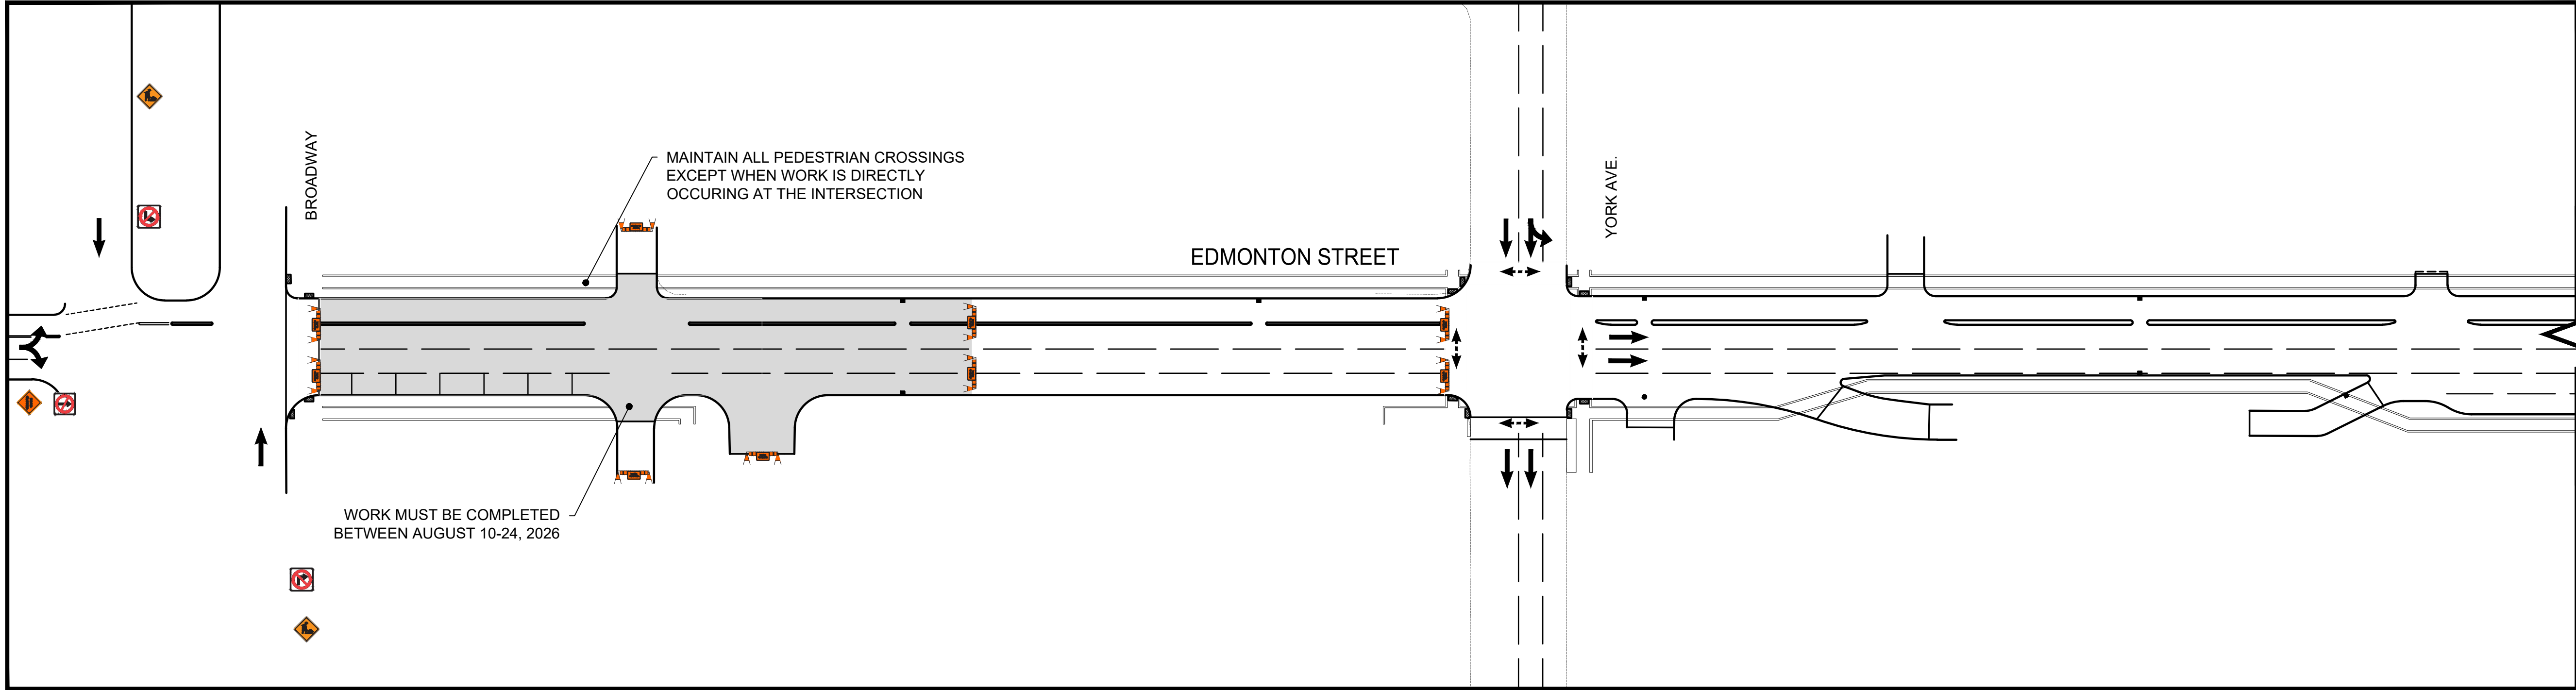 BROADWAY
MAINTAIN ALL PEDESTRIAN CROSSINGS
EXCEPT WHEN WORK IS DIRECTLY
OCCURING AT THE INTERSECTION
EDMONTON STREET
YORK AVE.
WORK MUST BE COMPLETED
BETWEEN AUGUST 10-24, 2026